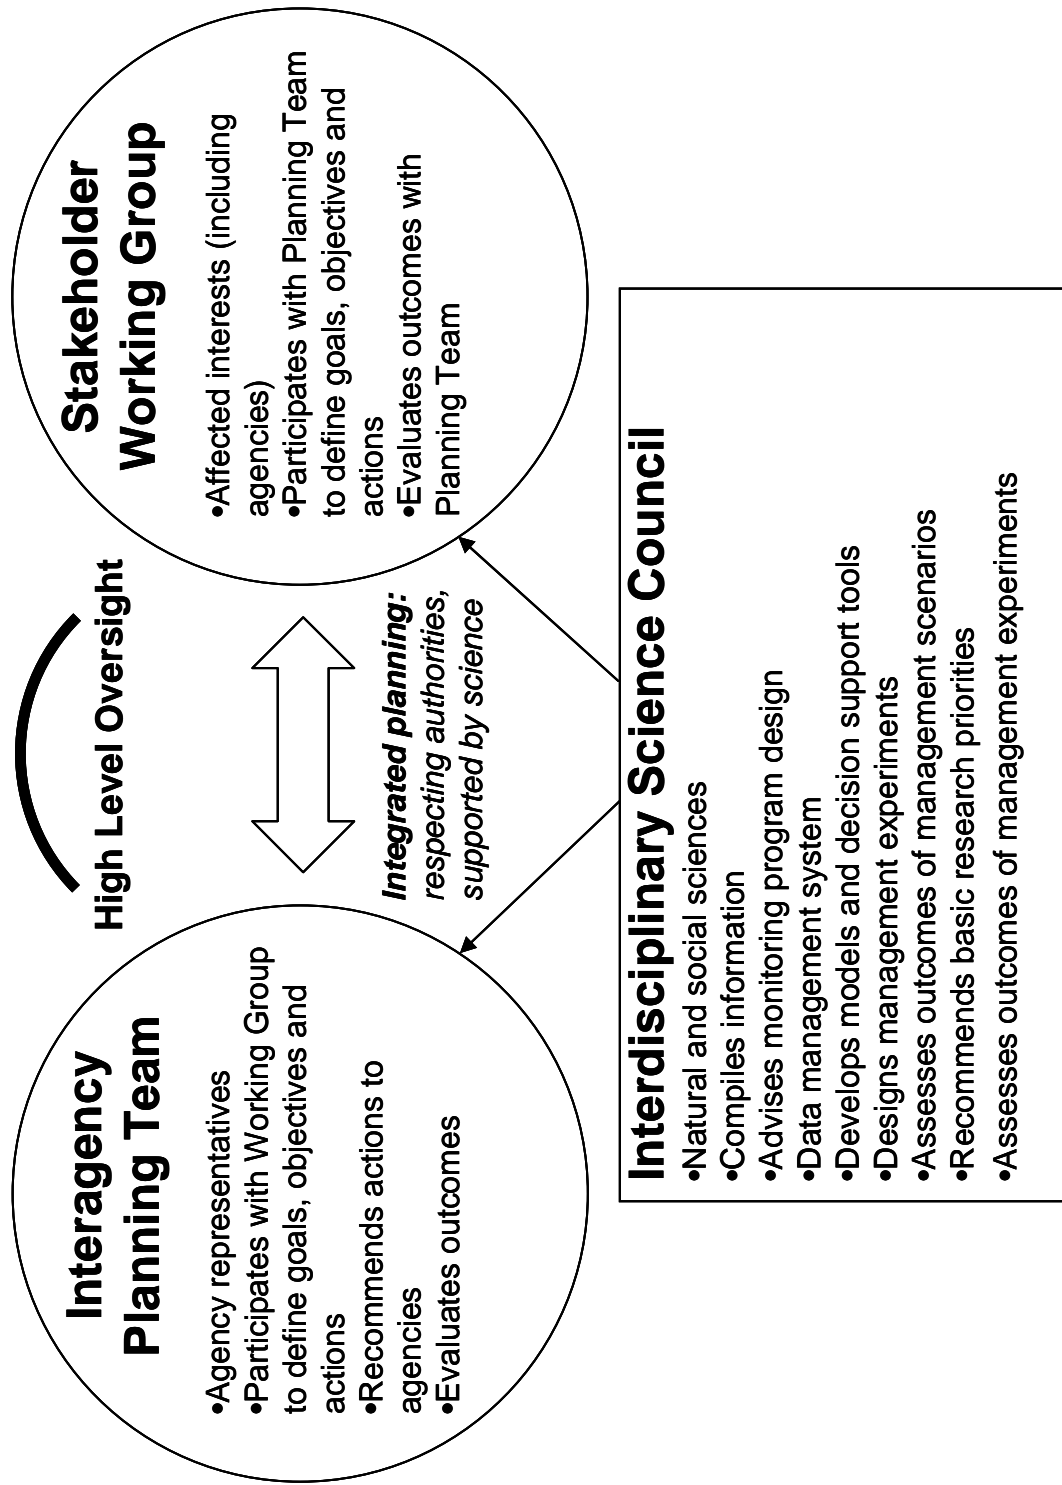 High Level Oversight
Interagency
Planning Team
•Agency representatives
•Participates with Working Group
to define goals, objectives and
actions
•Recommends actions to
agencies
•Evaluates outcomes
Integrated planning:
respecting authorities,
supported by science
Stakeholder
Working Group
•Affected interests (including
agencies)
•Participates with Planning Team
to define goals, objectives and
actions
•Evaluates outcomes with
Planning Team
Interdisciplinary Science Council
•Natural and social sciences
•Compiles information
•Advises monitoring program design
•Data management system
•Develops models and decision support tools
•Designs management experiments
•Assesses outcomes of management scenarios
•Recommends basic research priorities
•Assesses outcomes of management experiments